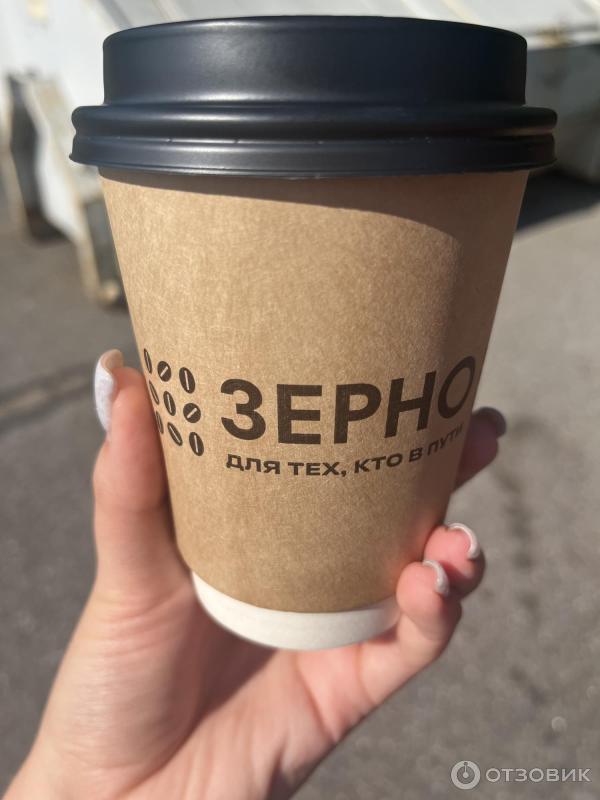 ЗЕРНО
ДЛЯ ТЕХ, КТО В ПУТИ
ОТЗОВИК